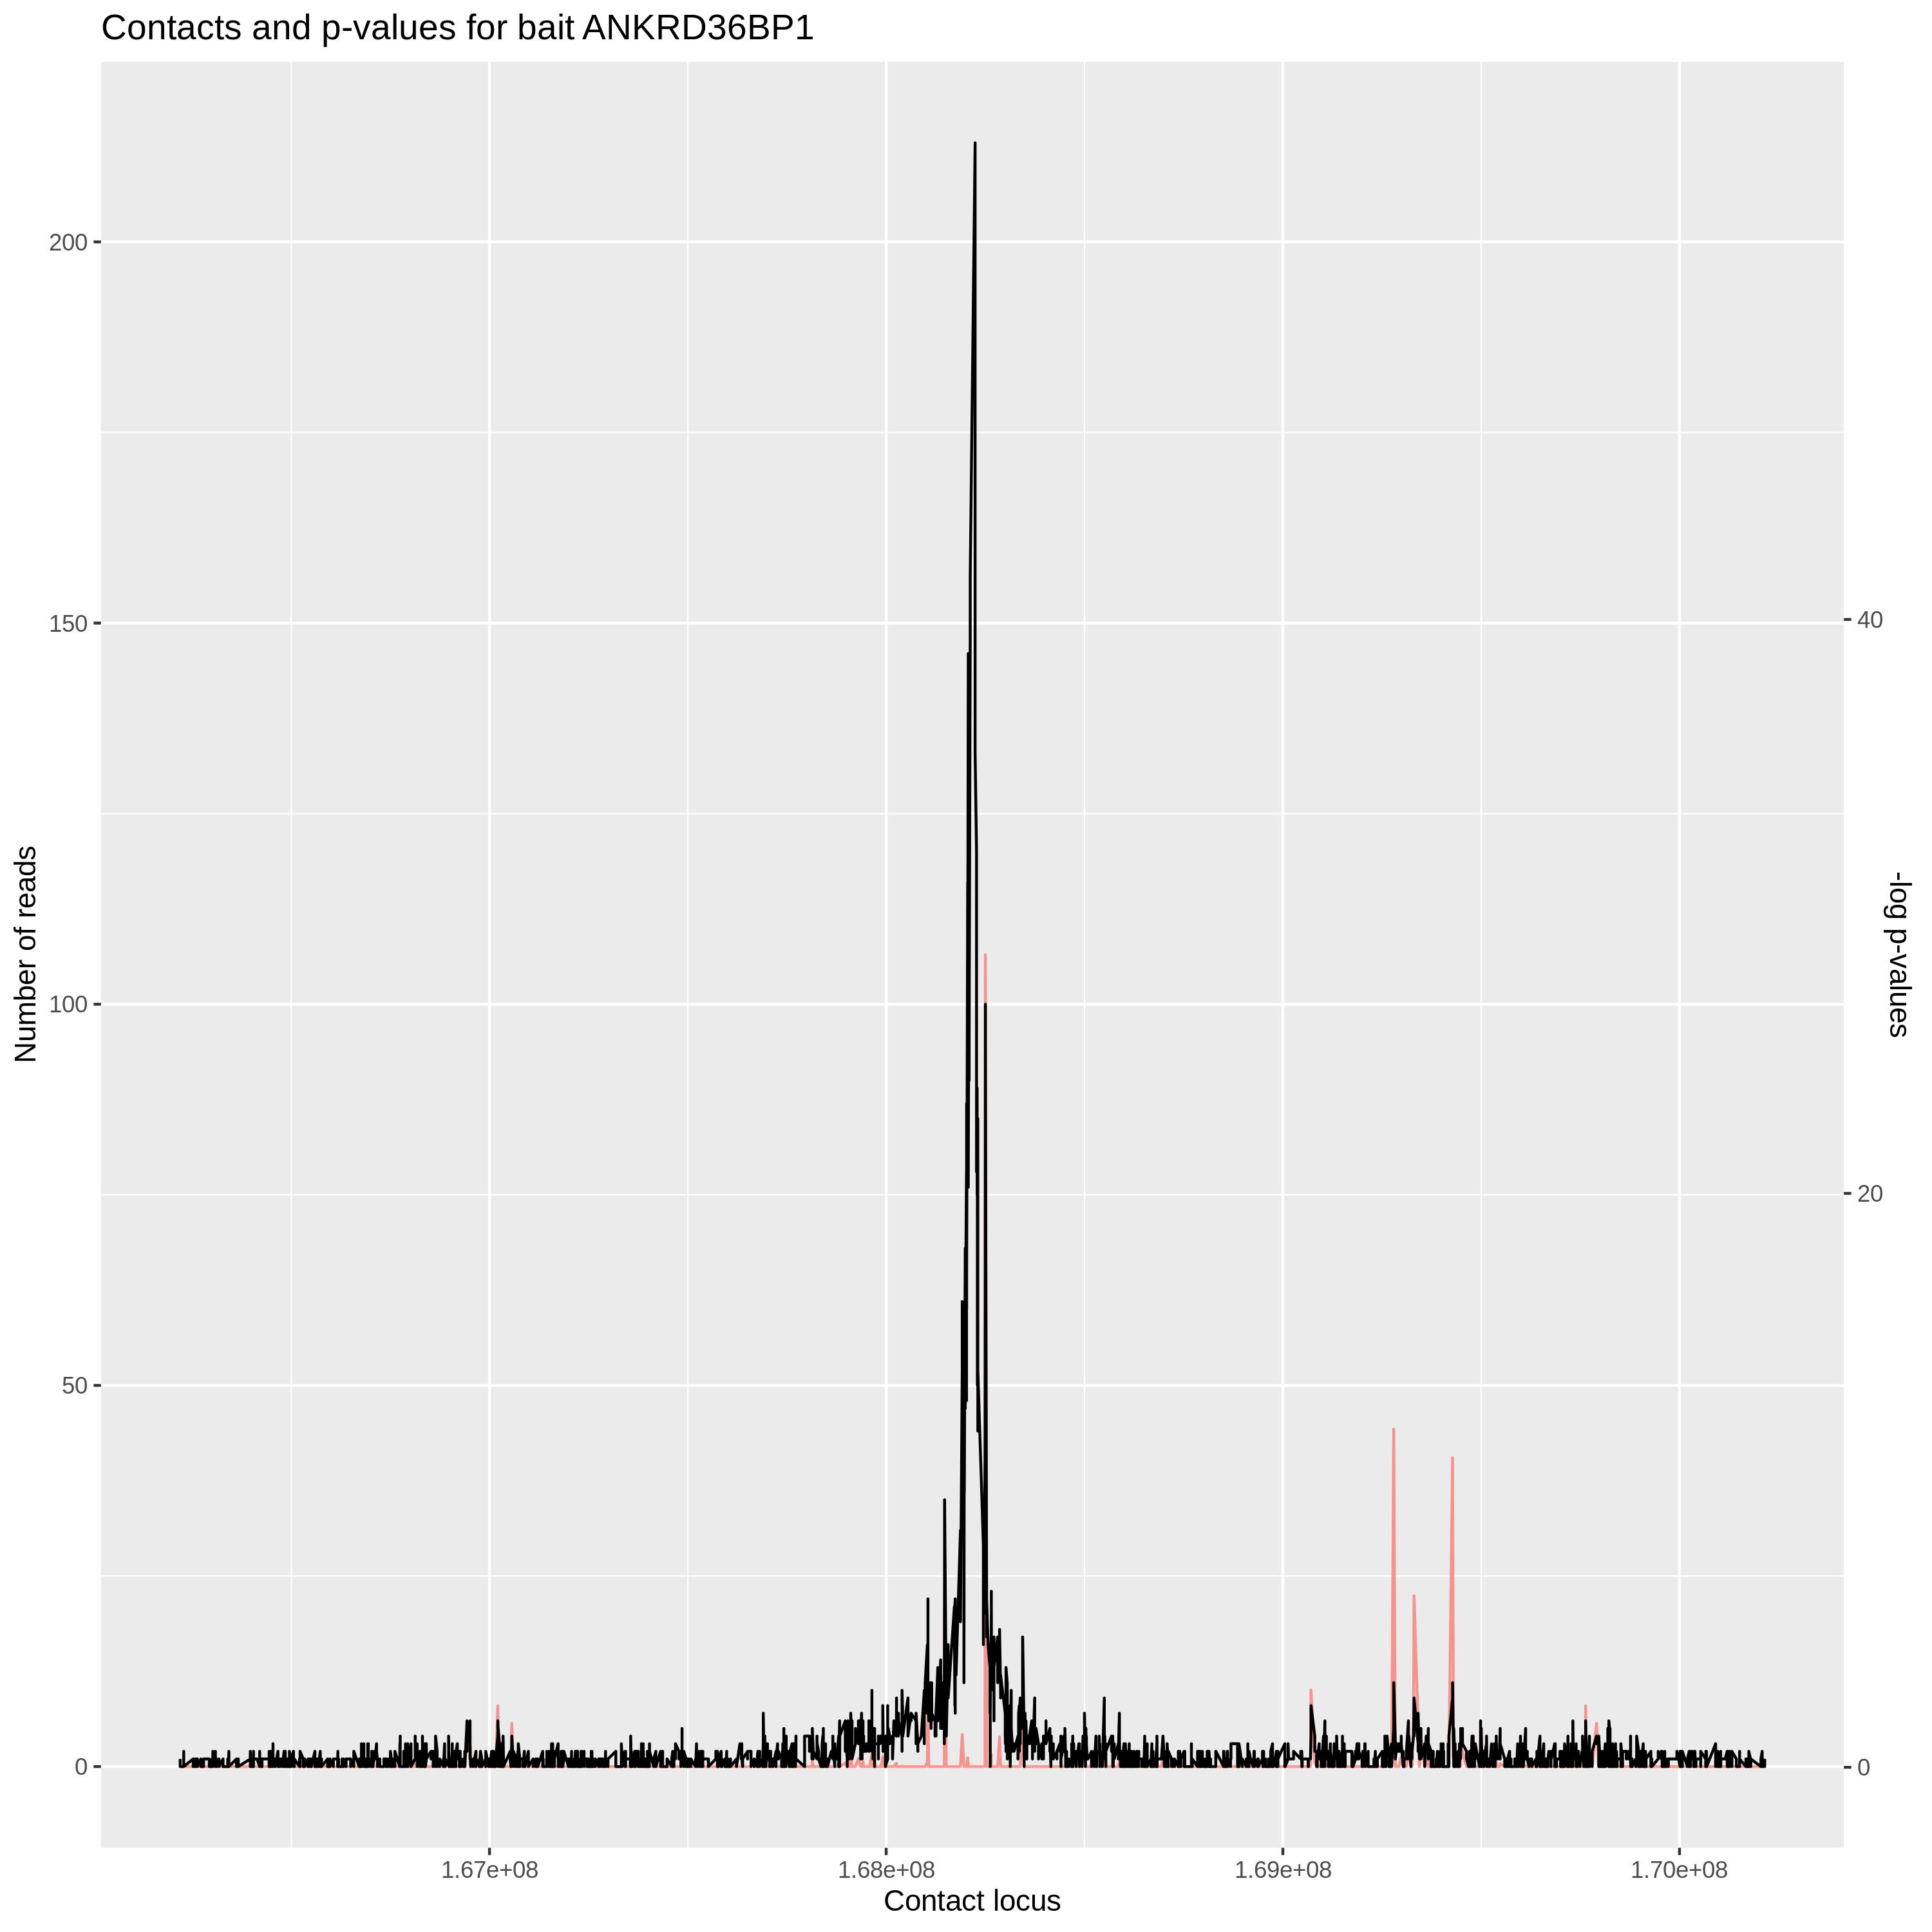 Contacts and p-values for bait ANKRD36BP1
200
150
100
50
0
Number of reads
40
20
0
-log p-values
1.67e+08
1.68e+08
1.69e+08
1.70e+08
Contact locus